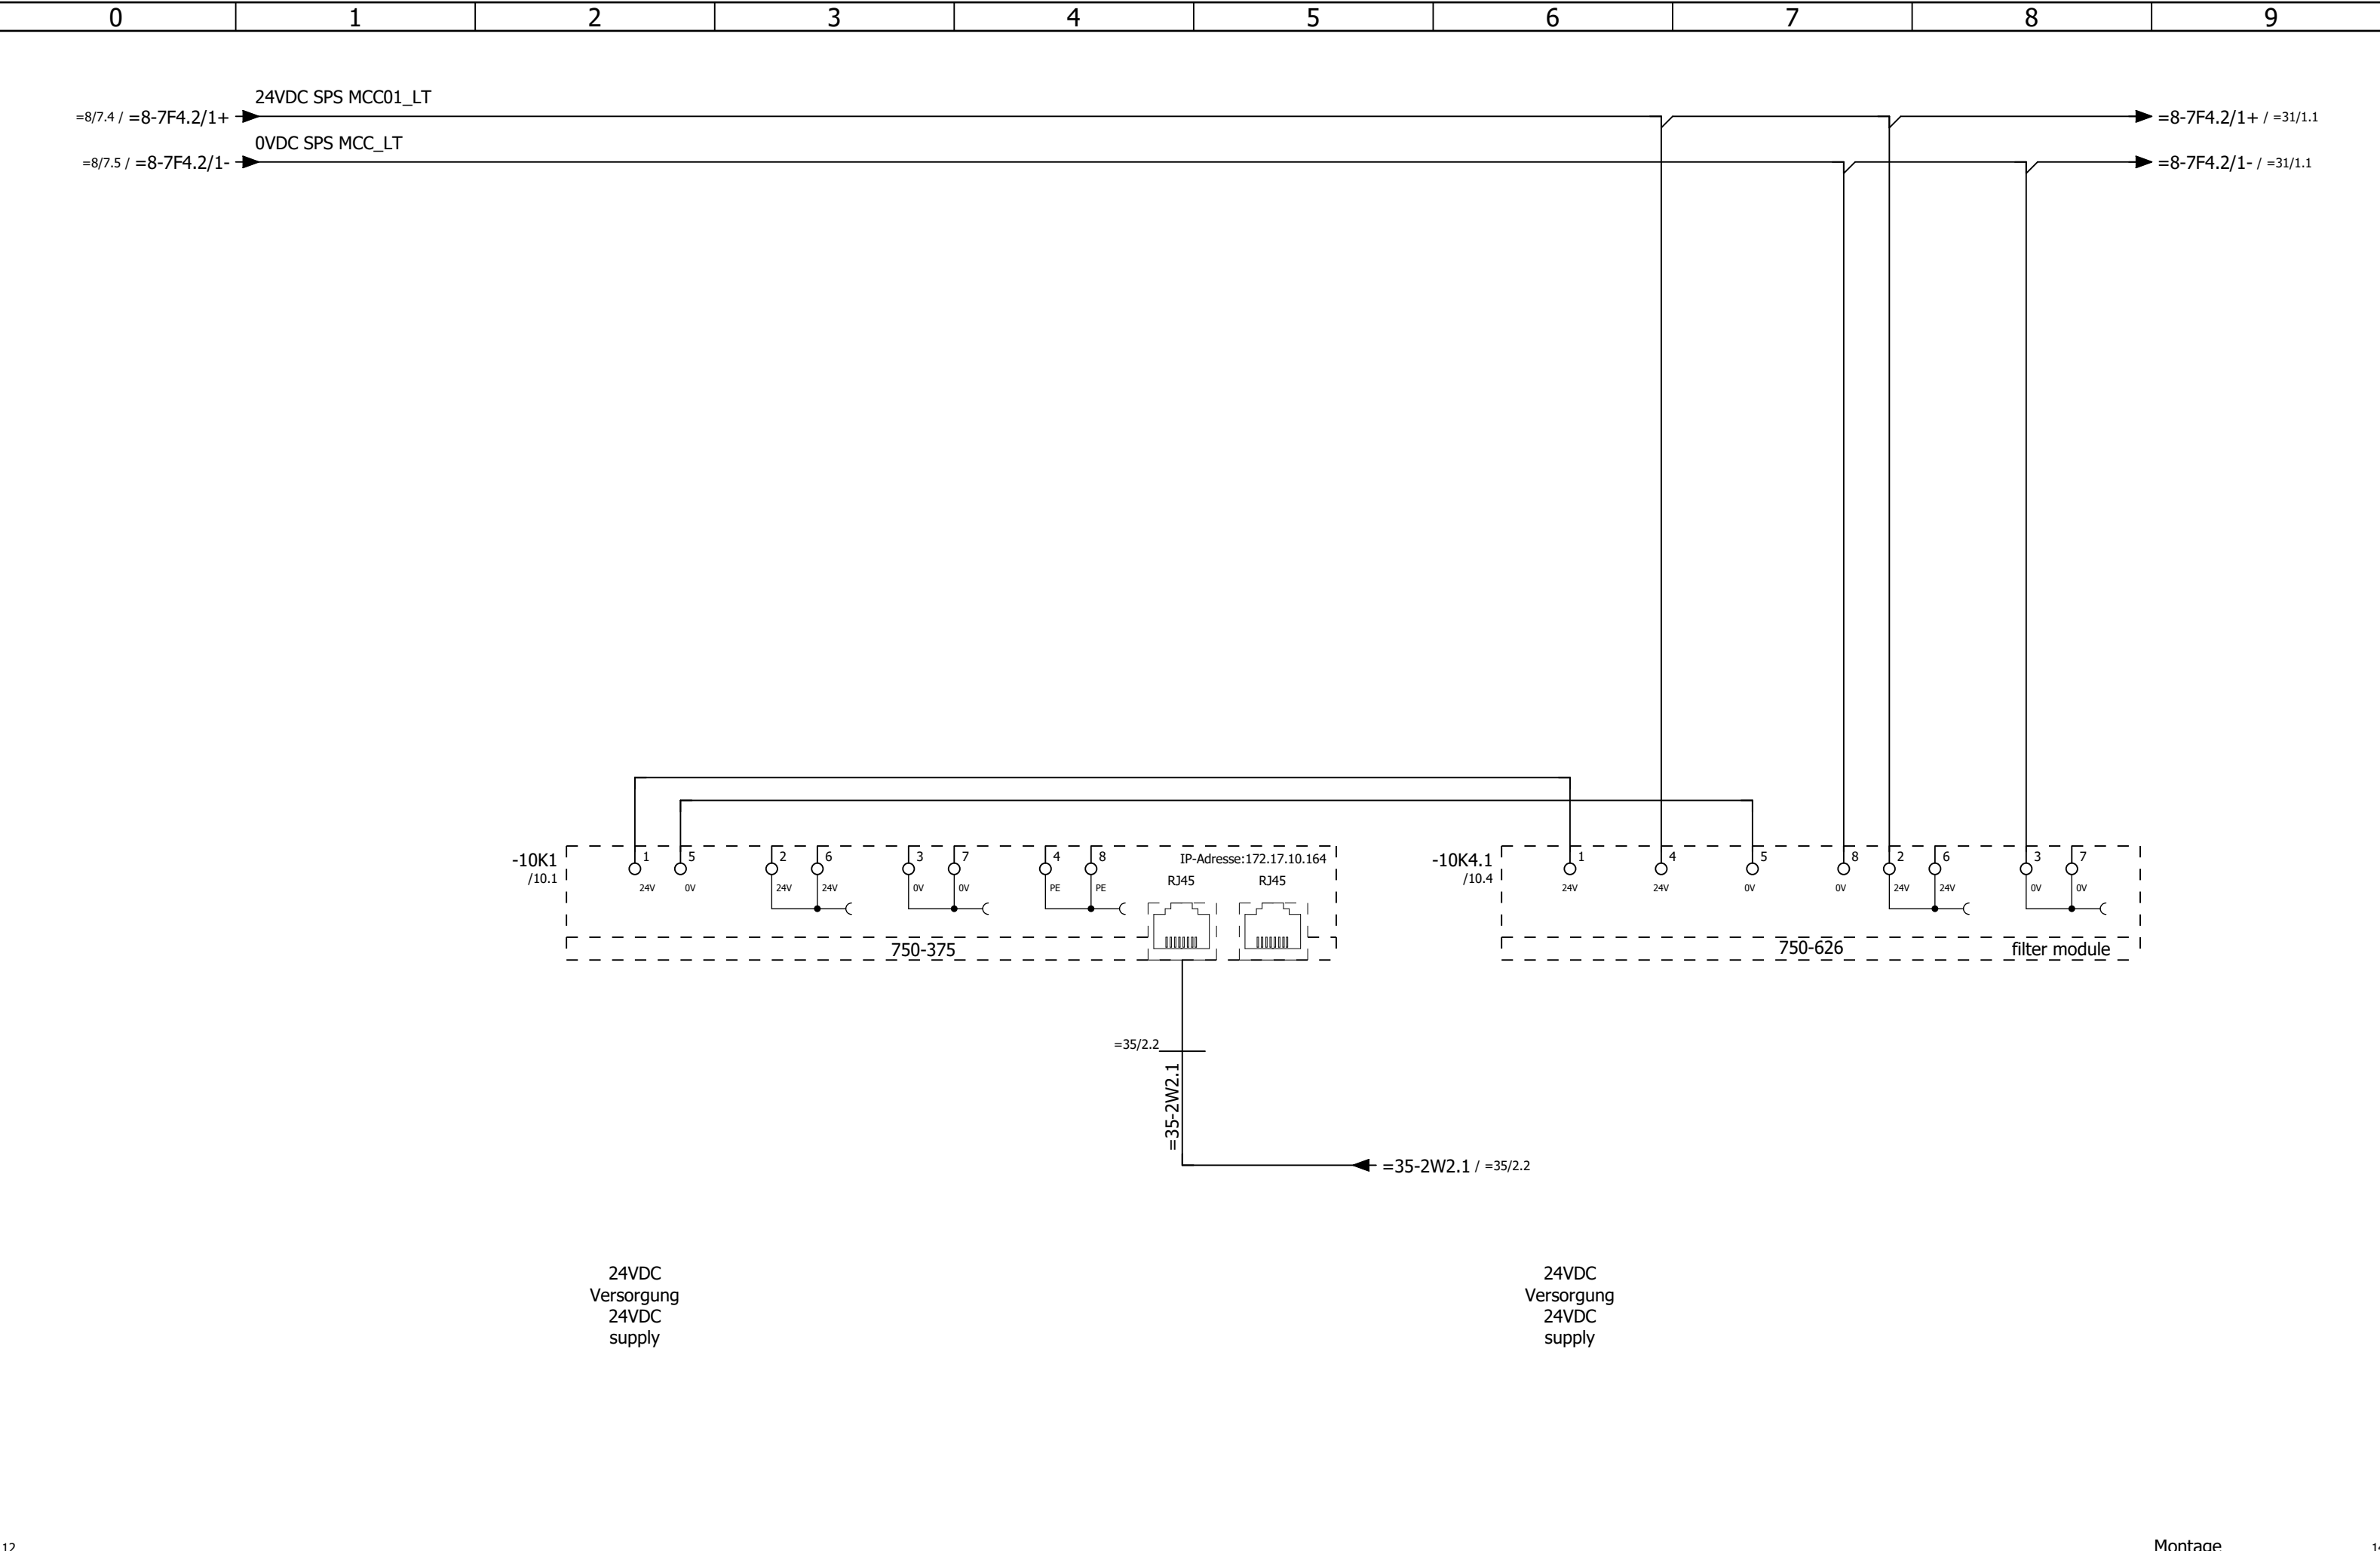 0 1 2 3 4 5 6 7 8 9
24VDC SPS MCC01_LT
=8/7.4 / =8-7F4.2/1+ =8-7F4.2/1+ / =31/1.1
0VDC SPS MCC_LT
=8/7.5 / =8-7F4.2/1- =8-7F4.2/1- / =31/1.1
-10K1 1 5 2 6 3 7 4 8 IP-Adresse:172.17.10.164 -10K4.1 1 4 5 8 2 6 3 7
/10.1 RJ45 RJ45 /10.4
24V 0V 24V 24V 0V 0V PE PE 24V 24V 0V 0V 24V 24V 0V 0V
750-375 750-626 filter module
=35/2.2
=35-2W2.1
=35-2W2.1 / =35/2.2
24VDC 24VDC
Versorgung Versorgung
24VDC 24VDC
supply supply
12 Montage